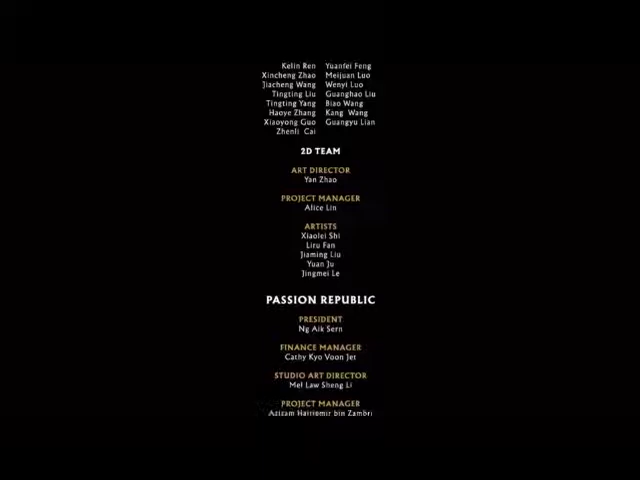 Kelin Ren Yuanfei Feng
Xincheng Zhao Meijuan Luo
Jiacheng Wang Wenyi Luo
Tingting Liu Guanghao Liu
Tingting Yang Biao Wang
Haoye Zhang Kang Wang
Xiaoyong Guo Guangyu Lian
Zhenli Cai
2D TEAM
ART DIRECTOR
Yan Zhao
PROJECT MANAGER
Alice Lin
ARTISTS
Xiaolei Shi
Liru Fan
Jiaming Liu
Yuan Ju
Jingmei Le
PASSION REPUBLIC
PRESIDENT
Ng Aik Sern
FINANCE MANAGER
Cathy Kyo Voon Jet
STUDIO ART DIRECTOR
Mel Law Sheng Li
PROJECT MANAGER
bin Zambri